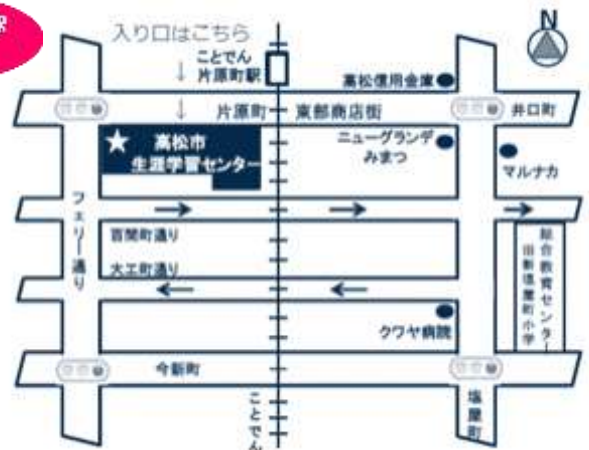 駅
N
入り口はこちら
ことでん
片原町駅
高松信用金庫
片原町
東部商店街
井口町
高松市
生涯学習センター
ニューグランデ
みまつ
マルナカ
フェリー通り
百間町通り
大工町通り
総合教育センター
旧新塩屋町小学
クワヤ病院
今新町
塩屋町
ことでん